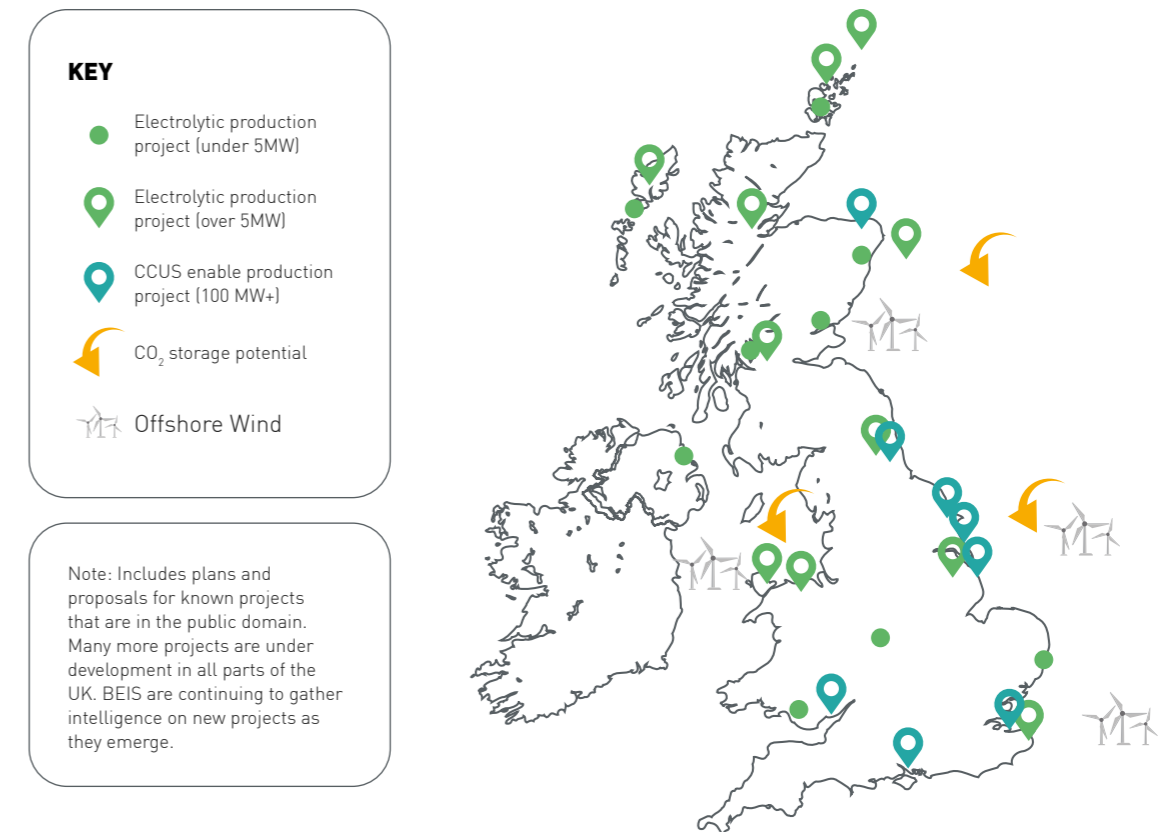 KEY
Electrolytic production
project (under 5MW)
Electrolytic production
project (over 5MW)
CCUS enable production
project (100 MW+)
CO₂ storage potential
Offshore Wind
Note: Includes plans and
proposals for known projects
that are in the public domain.
Many more projects are under
development in all parts of the
UK. BEIS are continuing to gather
intelligence on new projects as
they emerge.